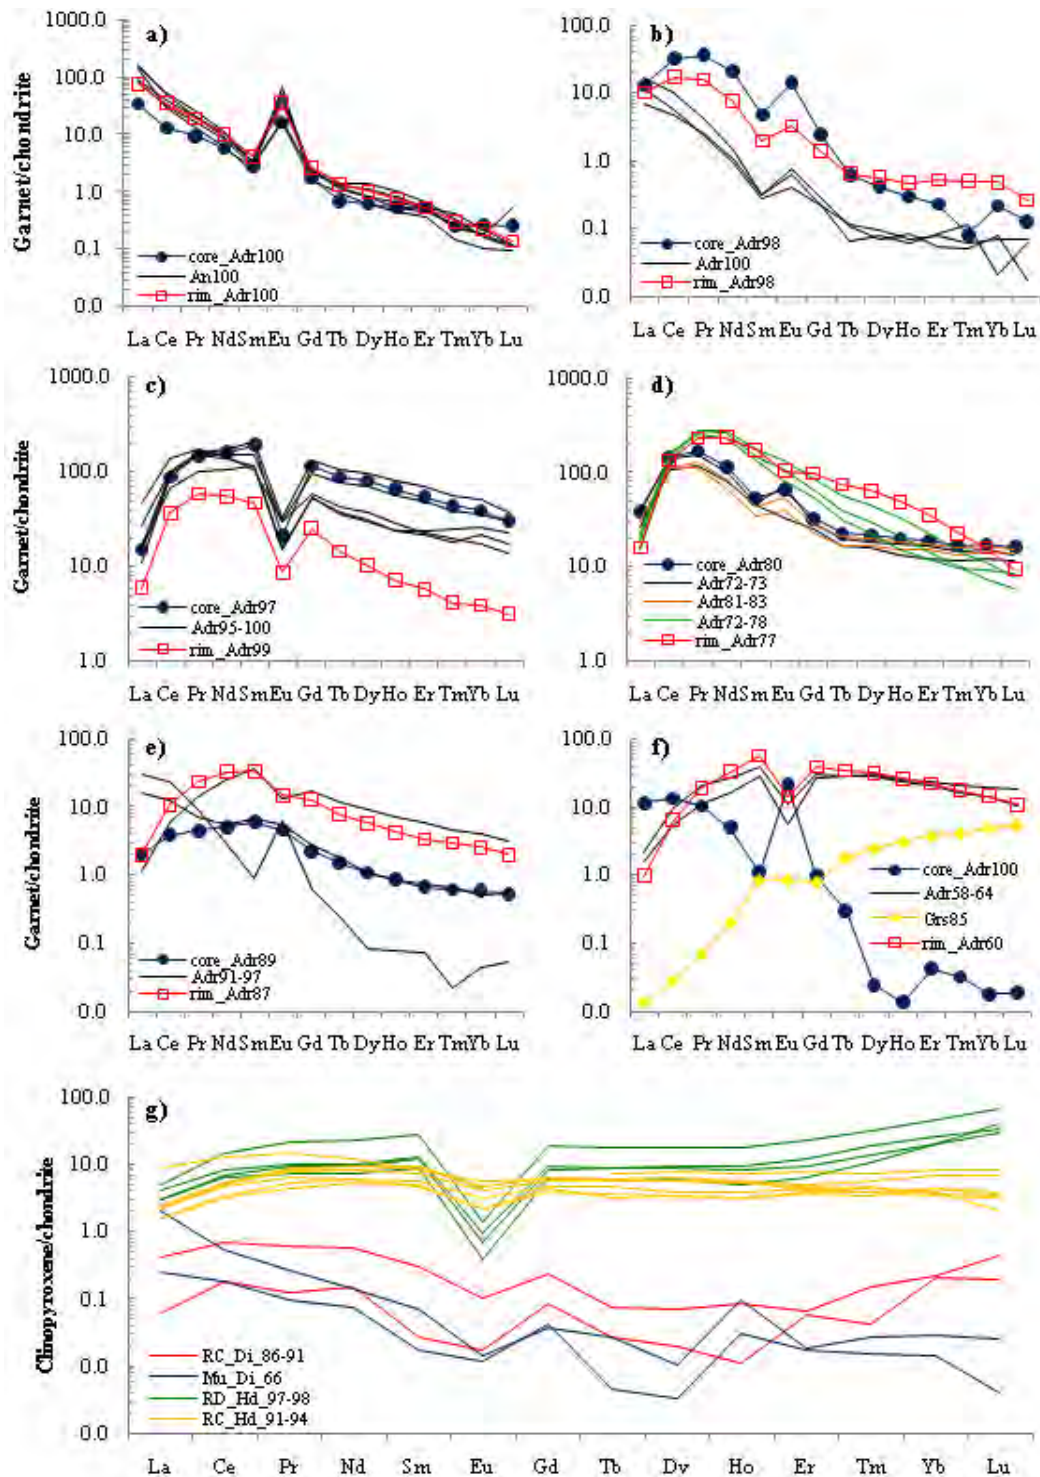 a)
1000.0
100.0
10.0
1.0
0.1
0.0
Garnet/chondrite
core_Adr100
An100
rim_Adr100
La Ce Pr Nd Sm Eu Gd Tb Dy Ho Er Tm Yb Lu
b)
100.0
10.0
1.0
0.1
0.0
core_Adr98
Adr100
rim_Adr98
La Ce Pr Nd Sm Eu Gd Tb Dy Ho Er Tm Yb Lu
c)
1000.0
100.0
10.0
1.0
Garnet/chondrite
core_Adr97
Adr95-100
rim_Adr99
La Ce Pr Nd Sm Eu Gd Tb Dy Ho Er Tm Yb Lu
d)
1000.0
100.0
10.0
1.0
core_Adr80
Adr72-73
Adr81-83
Adr72-78
rim_Adr77
La Ce Pr Nd Sm Eu Gd Tb Dy Ho Er Tm Yb Lu
e)
100.0
10.0
1.0
0.1
0.0
Garnet/chondrite
core_Adr89
Adr91-97
rim_Adr87
La Ce Pr Nd Sm Eu Gd Tb Dy Ho Er Tm Yb Lu
f)
100.0
10.0
1.0
0.1
0.0
core_Adr100
Adr58-64
Grs85
rim_Adr60
La Ce Pr Nd Sm Eu Gd Tb Dy Ho Er Tm Yb Lu
g)
100.0
10.0
1.0
0.1
0.0
0.0
Clinopyroxene/chondrite
RC_Di_86-91
Mu_Di_66
RD_Hd_97-98
RC_Hd_91-94
La Ce Pr Nd Sm Eu Gd Tb Dy Ho Er Tm Yb Lu